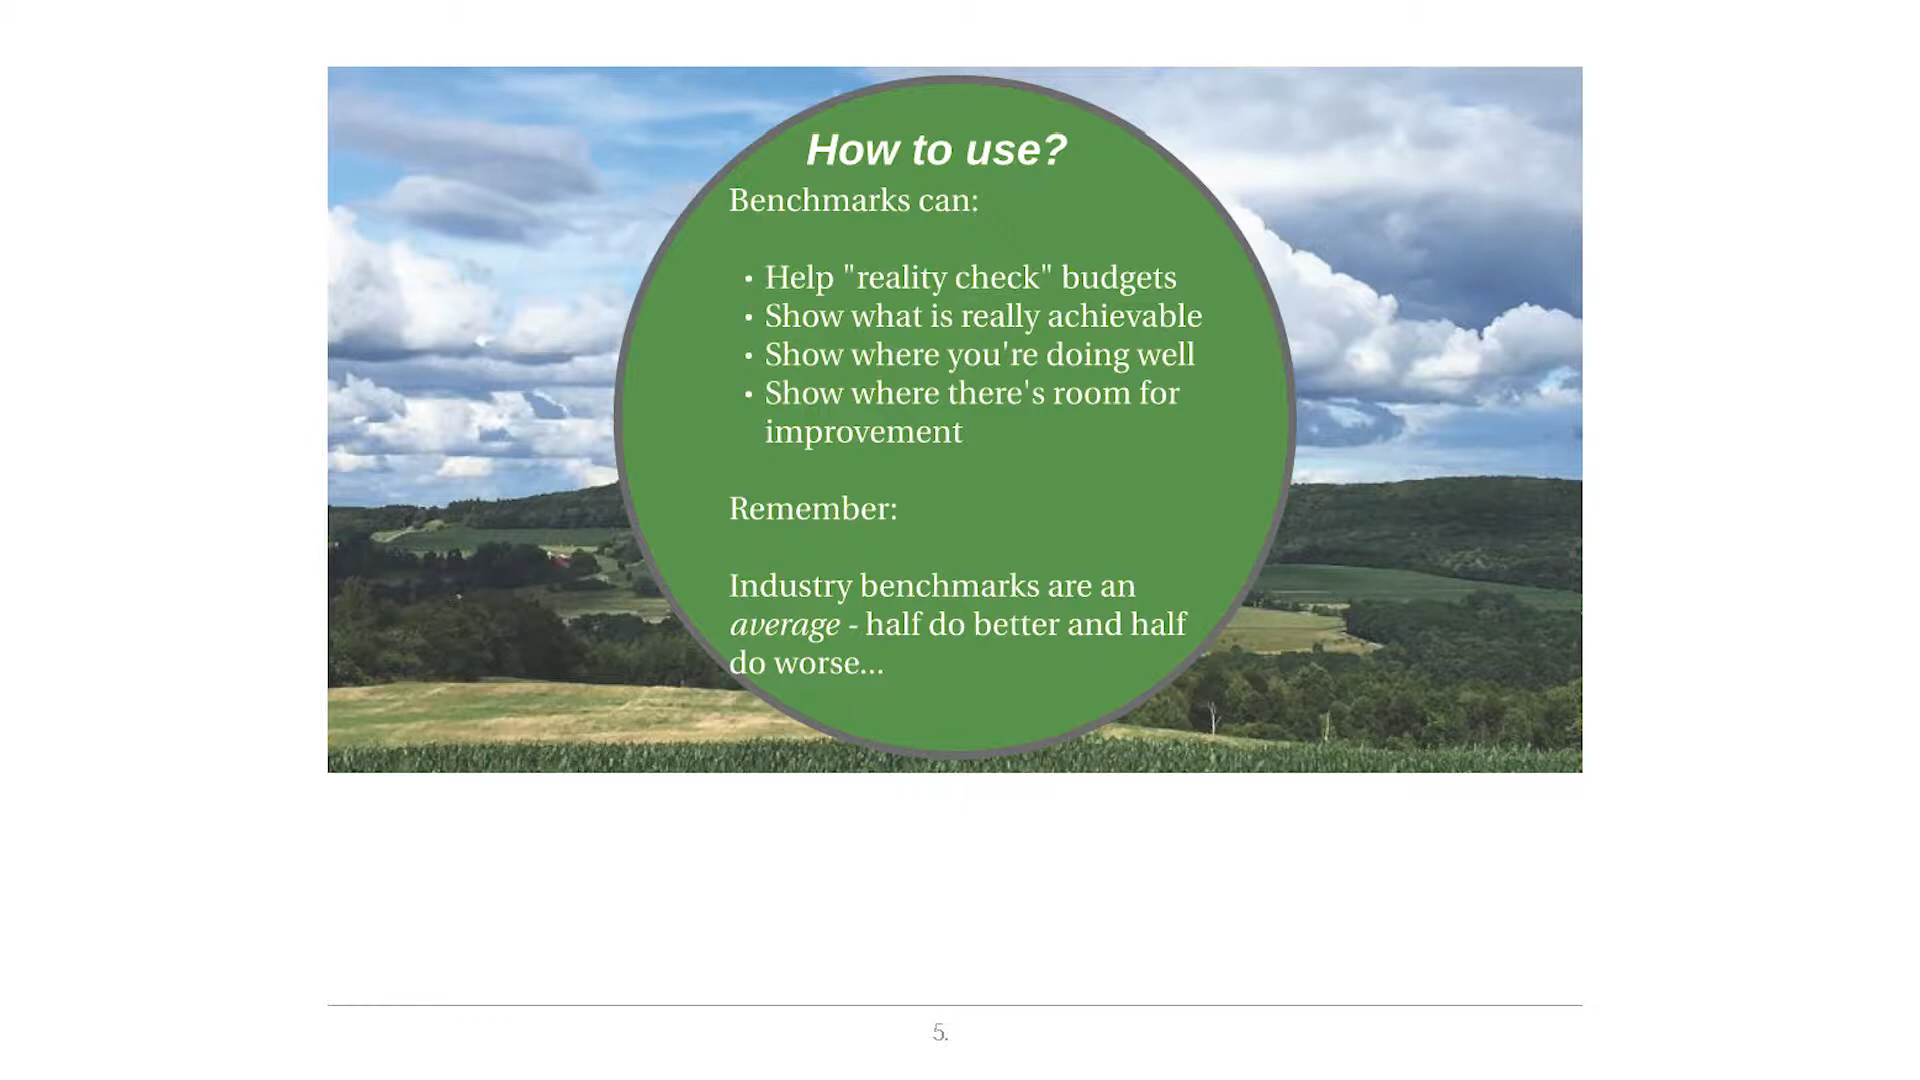 How to use?
Benchmarks can:
• Help "reality check" budgets
• Show what is really achievable
• Show where you're doing well
• Show where there's room for
improvement
Remember:
Industry benchmarks are an
average - half do better and half
do worse...
5.